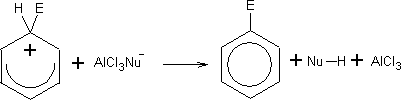 H E E
+ + AlCl3Nu− + Nu—H + AlCl3